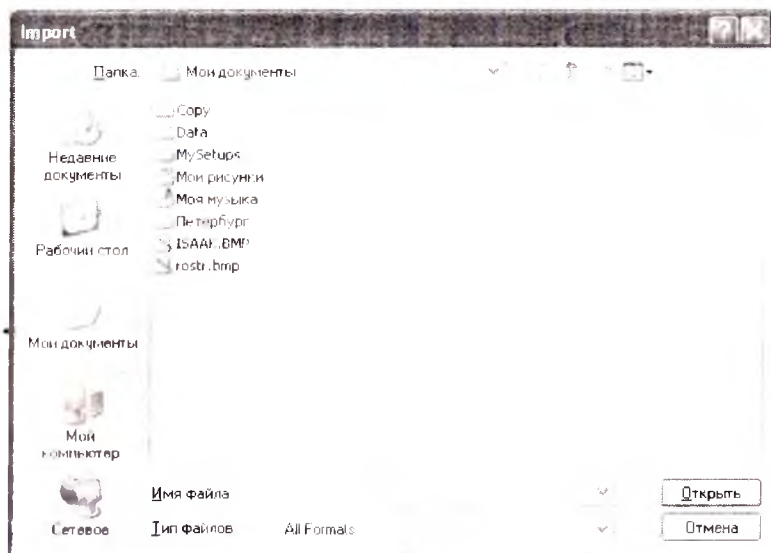 Import
Папка: Мои документы
Copy
Data
MySetups
Мои рисунки
Моя музыка
Петербург
ISAAK.BMP
rostr.bmp
Недавние
документы
Рабочий стол
Мои документы
Мой
компьютер
Сетевое
Имя файла
Открыть
Тип файлов
All Formats
Отмена